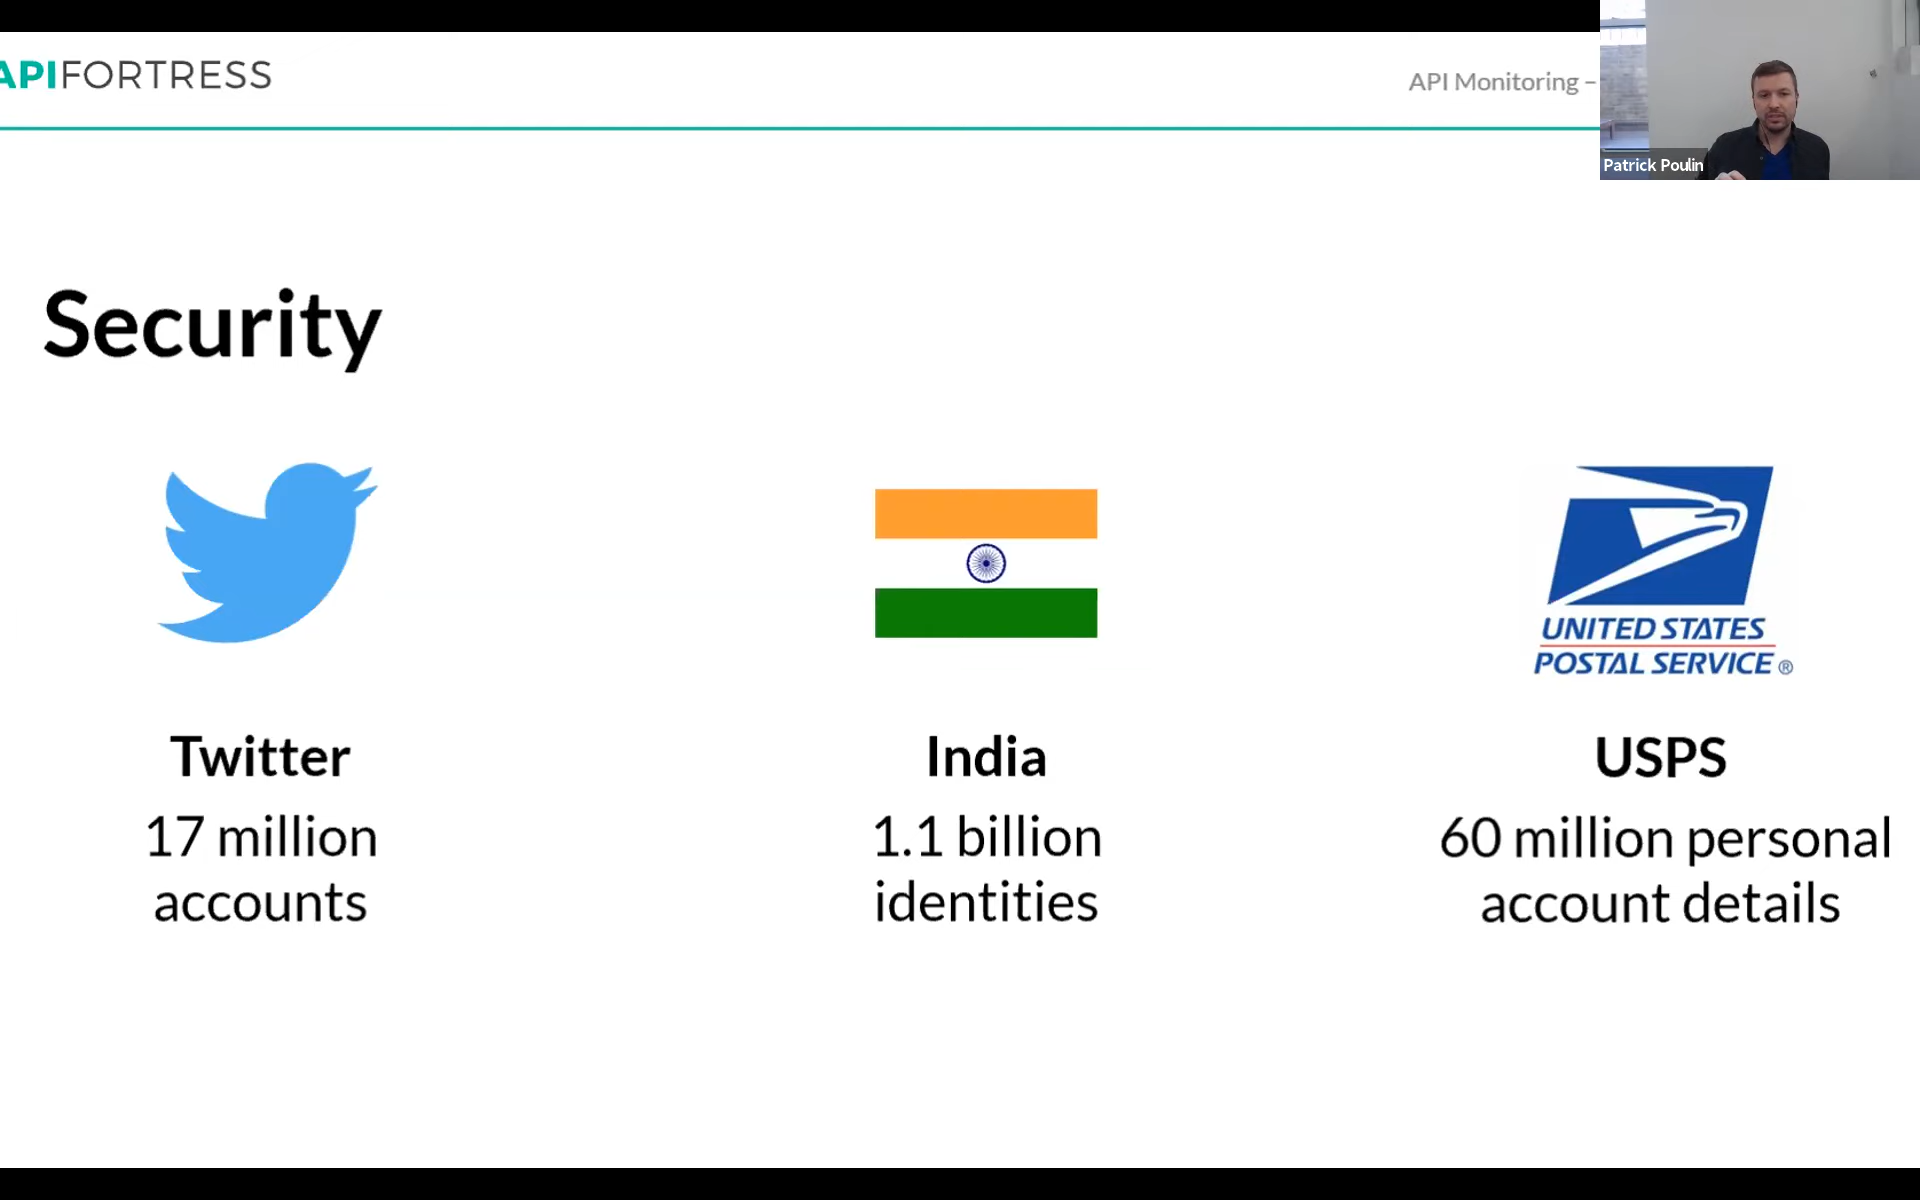 APIFORTRESS
API Monitoring –
Patrick Poulin
Security
UNITED STATES
POSTAL SERVICE ®
Twitter
17 million
accounts
India
1.1 billion
identities
USPS
60 million personal
account details